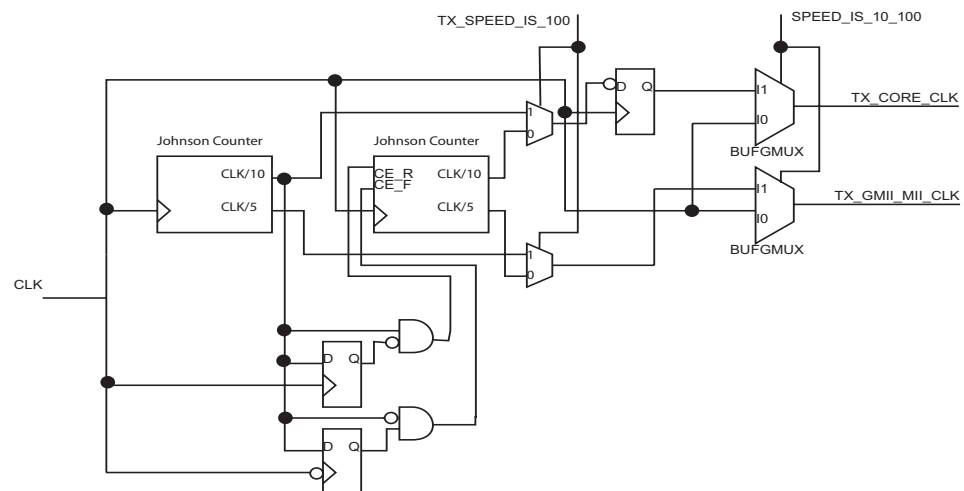 TX_SPEED_IS_100
SPEED_IS_10_100
D Q
I1
I0
TX_CORE_CLK
BUFGMUX
1
0
Johnson Counter
CLK/10
CLK/5
Johnson Counter
CE_R
CE_F
CLK/10
CLK/5
I1
I0
TX_GMII_MII_CLK
BUFGMUX
1
0
CLK
D Q
D Q